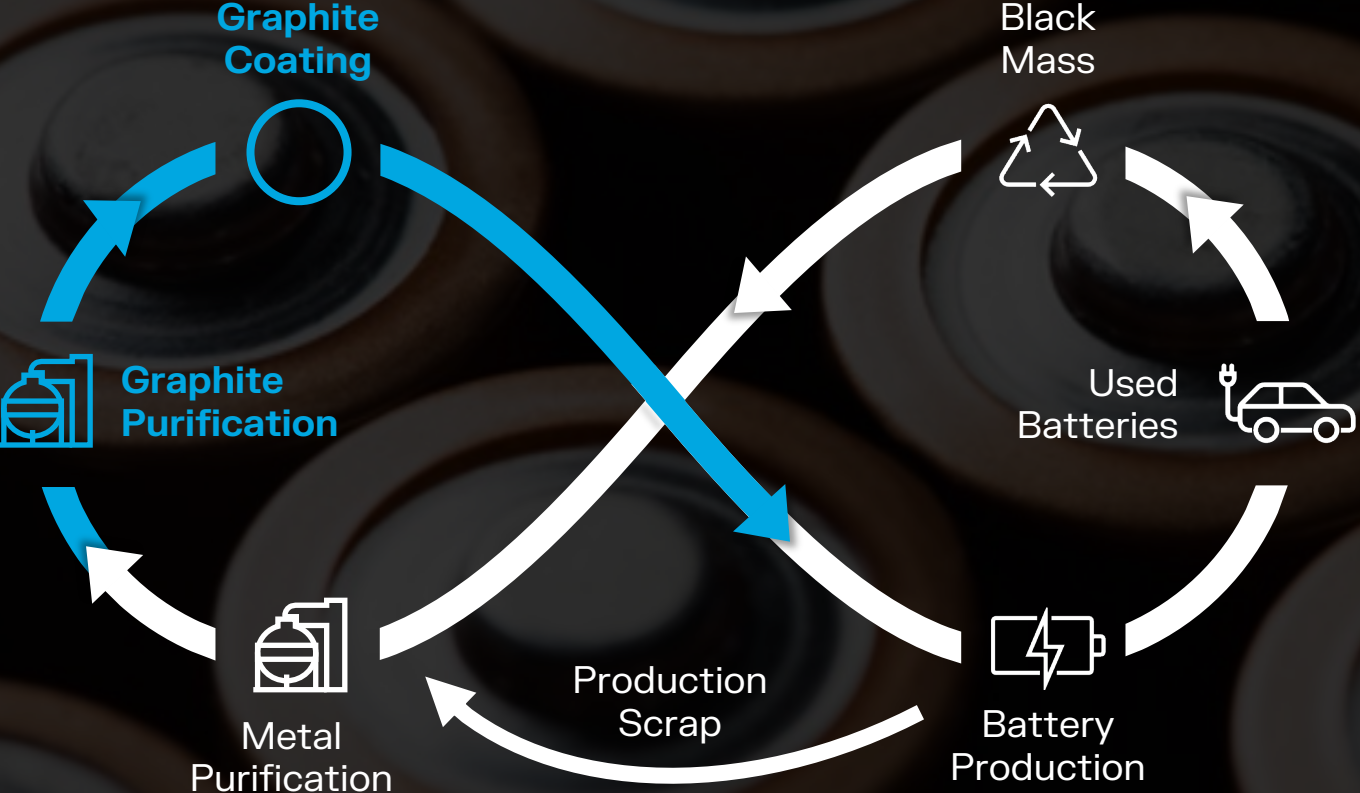 Graphite
Coating
Black
Mass
Graphite
Purification
Used
Batteries
Production
Scrap
Metal
Purification
Battery
Production